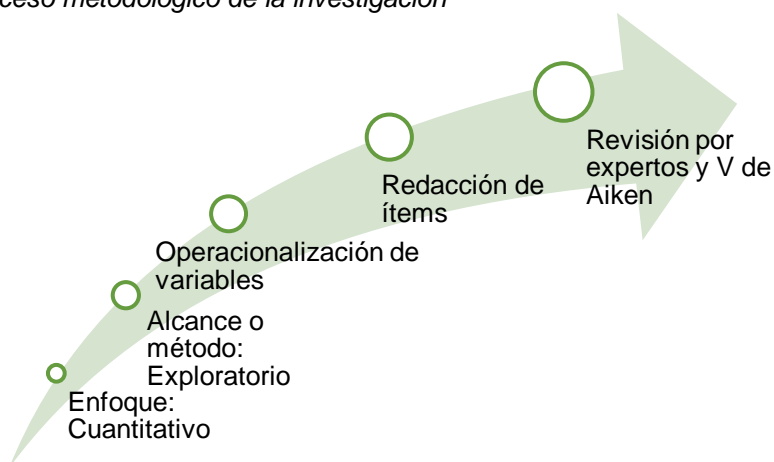 metodológico de la investigación
Revisión por
expertos y V de
Aiken
Redacción de
ítems
Operacionalización de
variables
Alcance o
método:
Exploratorio
Enfoque:
Cuantitativo